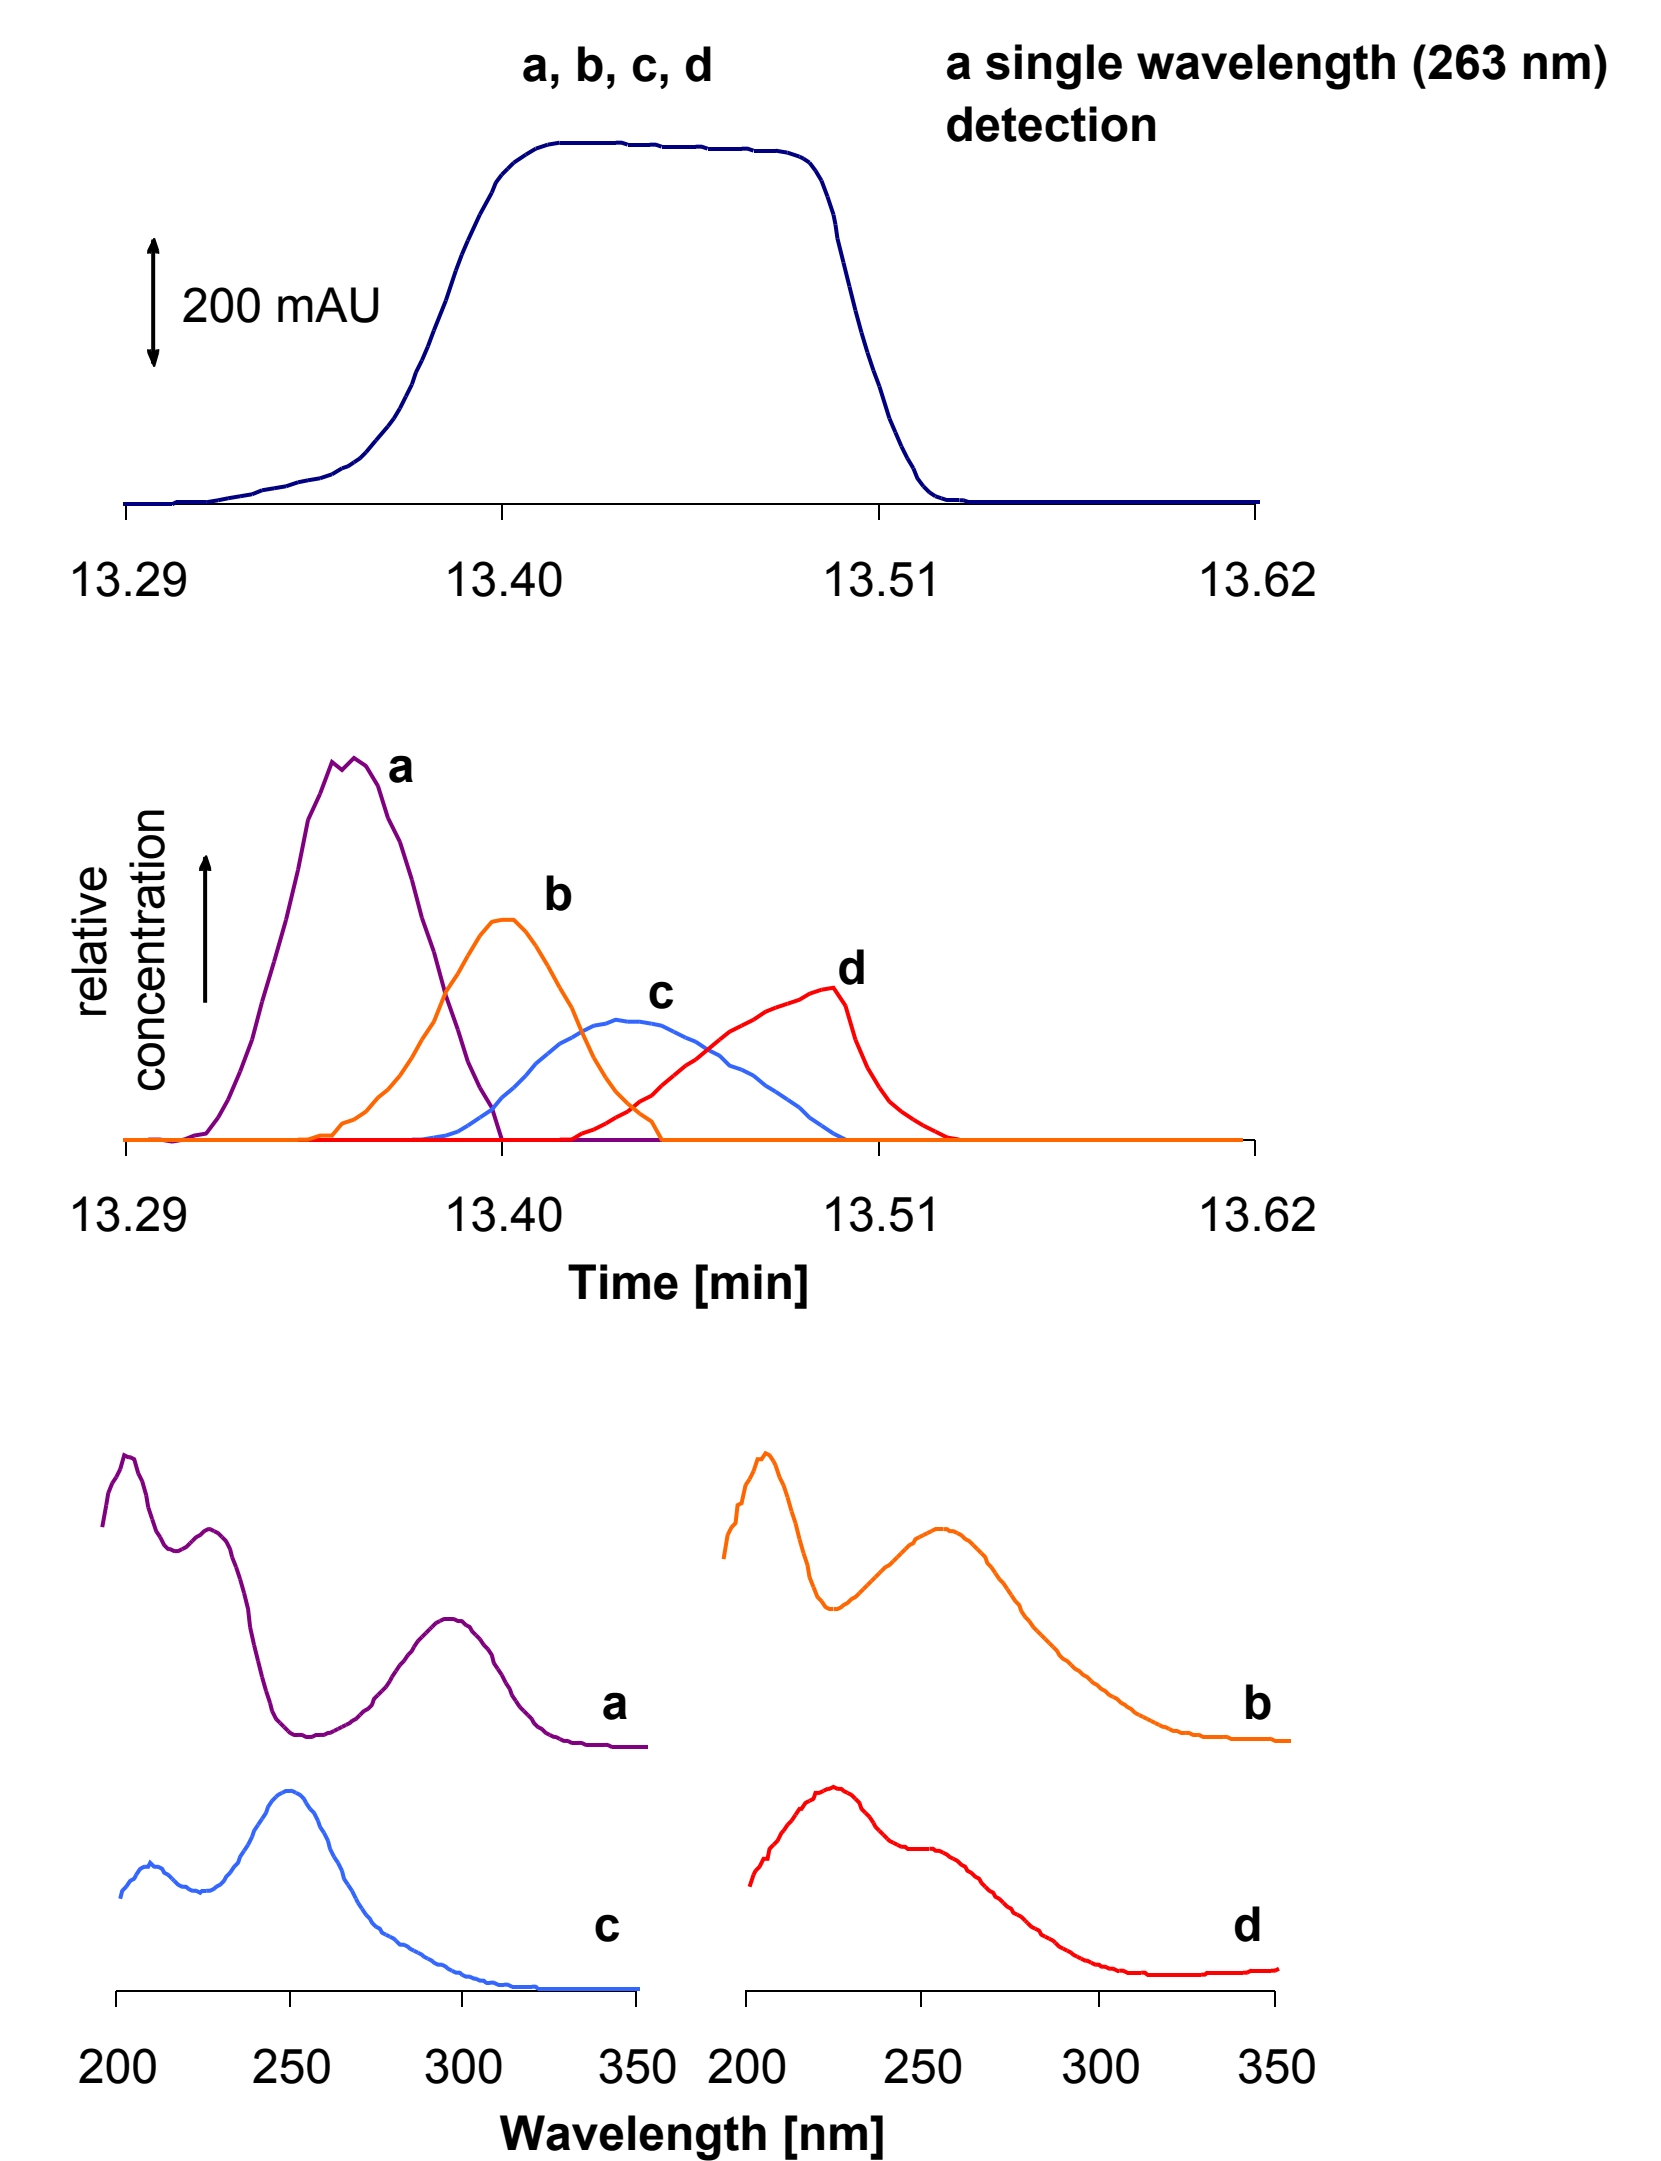 a, b, c, d
a single wavelength (263 nm)
detection
200 mAU
13.29 13.40 13.51 13.62
relative
concentration
a
b
c
d
13.29 13.40 13.51 13.62
Time [min]
a
b
c
d
200 250 300 350 200 250 300 350
Wavelength [nm]